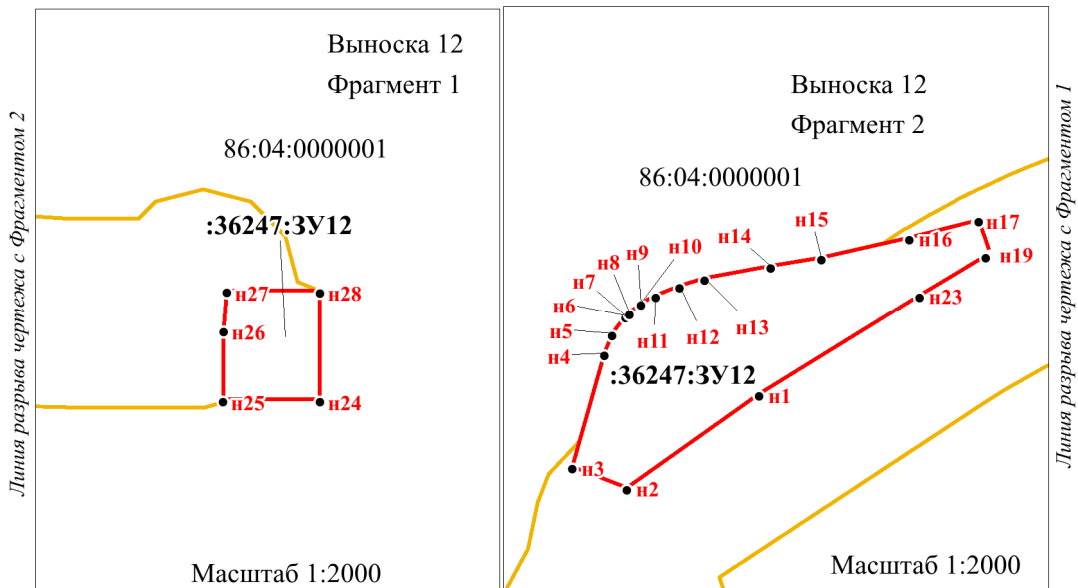 Линия разрыва чертежа с Фрагментом 2
Выноска 12
Фрагмент 1
86:04:0000001
:36247:ЗУ12
н27
н28
н26
н25
н24
Масштаб 1:2000
Выноска 12
Фрагмент 2
86:04:0000001
н17
н15
н16
н14
н10
н9
н8
н19
н7
н23
н6
н13
н12
н11
н5
н4
:36247:ЗУ12
н1
н3
н2
Масштаб 1:2000
Линия разрыва чертежа с Фрагментом 1